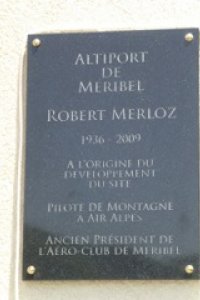 ALTIPORT
DE
MERIBEL
ROBERT MERLOZ
1936 - 2009
A L'ORIGINE DU
DEVELOPPEMENT
DU SITE
PILOTE DE MONTAGNE
A AIR ALPES
ANCIEN PRÉSIDENT DE
L'AÉRO-CLUB DE MERIBEL